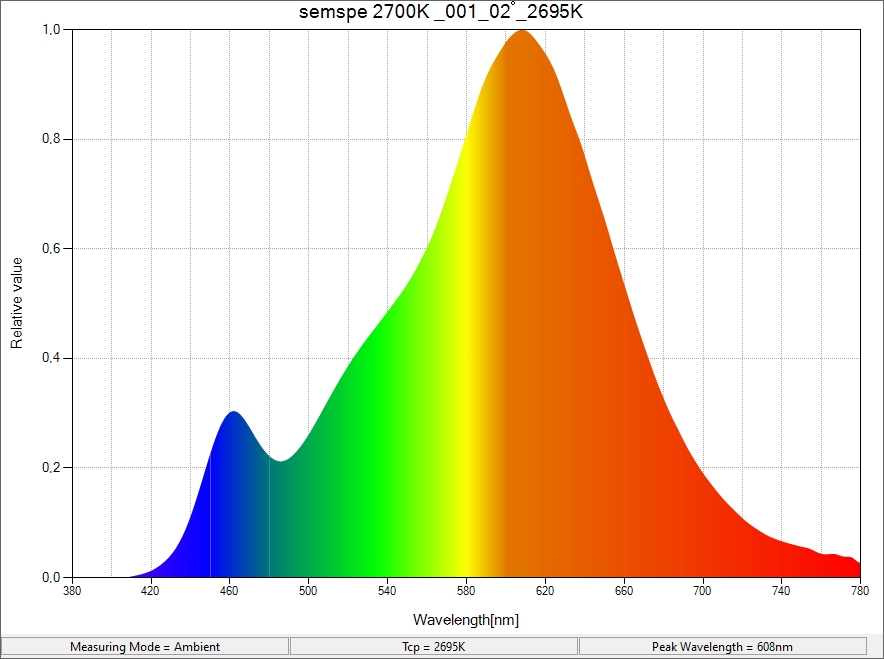 semspe 2700K _001_02°_2695K
1.0
0.8
0.6
0.4
0.2
0.0
Relative value
380 420 460 500 540 580 620 660 700 740 780
Wavelength[nm]
Measuring Mode = Ambient Tcp = 2695K Peak Wavelength = 608nm